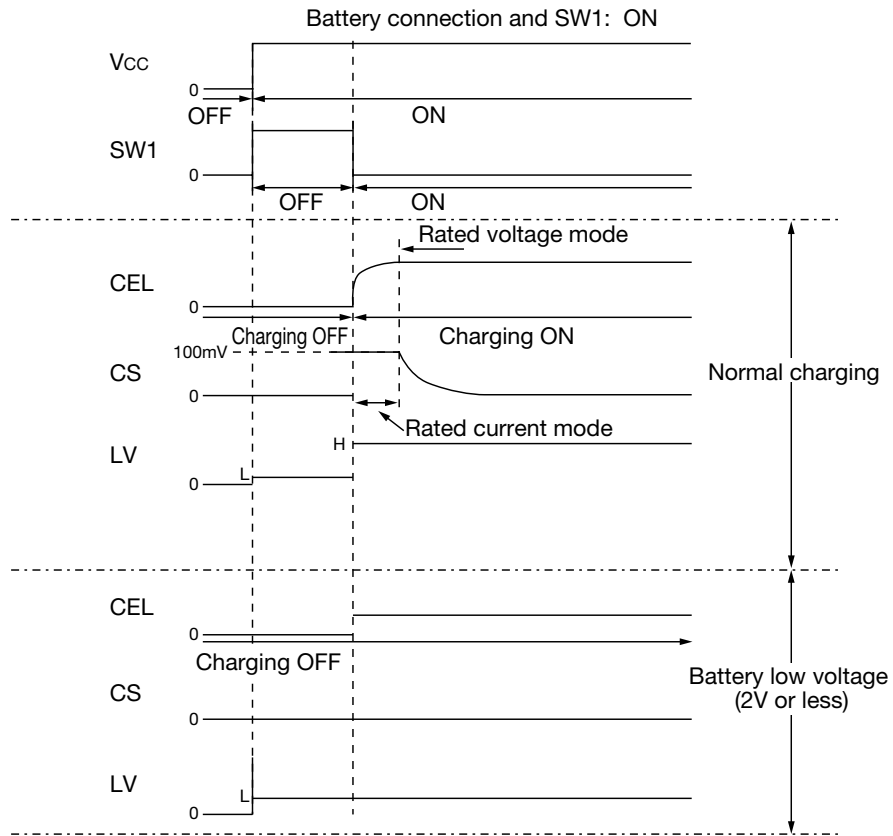 Battery connection and SW1: ON
VCC
0
OFF
ON
SW1
0
OFF
ON
Rated voltage mode
CEL
0
Charging OFF
Charging ON
100mV
CS
Normal charging
0
Rated current mode
H
LV
L
0
CEL
0
Charging OFF
Battery low voltage
(2V or less)
CS
0
LV
L
0